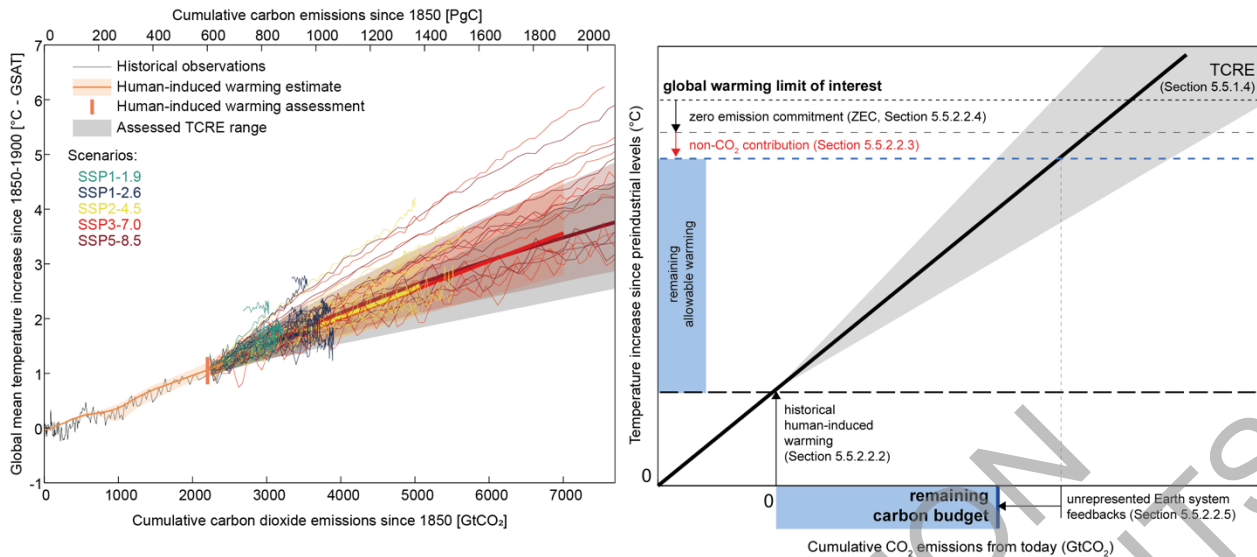 Cumulative carbon emissions since 1850 [PgC]
0 200 400 600 800 1000 1200 1400 1600 1800 2000
7
6
5
4
3
2
1
0
-1
Global mean temperature increase since 1850-1900 [°C - GSAT]
Historical observations
Human-induced warming estimate
Human-induced warming assessment
Assessed TCRE range
Scenarios:
SSP1-1.9
SSP1-2.6
SSP2-4.5
SSP3-7.0
SSP5-8.5
0 1000 2000 3000 4000 5000 6000 7000
Cumulative carbon dioxide emissions since 1850 [GtCO₂]
Temperature increase since preindustrial levels (°C)
TCRE
(Section 5.5.1.4)
global warming limit of interest
zero emission commitment (ZEC, Section 5.5.2.2.4)
non-CO₂ contribution (Section 5.5.2.2.3)
remaining
allowable warming
historical
human-induced
warming
(Section 5.5.2.2.2)
0
0
remaining
carbon budget
unrepresented Earth system
feedbacks (Section 5.5.2.2.5)
Cumulative CO₂ emissions from today (GtCO₂)